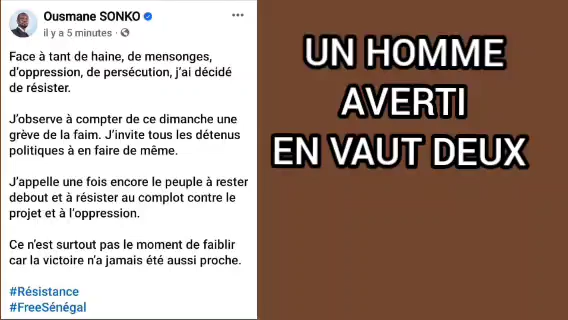 Ousmane SONKO
il y a 5 minutes ·
Face à tant de haine, de mensonges,
d'oppression, de persécution, j'ai décidé
de résister.
J'observe à compter de ce dimanche une
grève de la faim. J'invite tous les détenus
politiques à en faire de même.
J'appelle une fois encore le peuple à rester
debout et à résister au complot contre le
projet et à l'oppression.
Ce n'est surtout pas le moment de faiblir
car la victoire n'a jamais été aussi proche.
#Résistance
#FreeSénégal
UN HOMME
AVERTI
EN VAUT DEUX